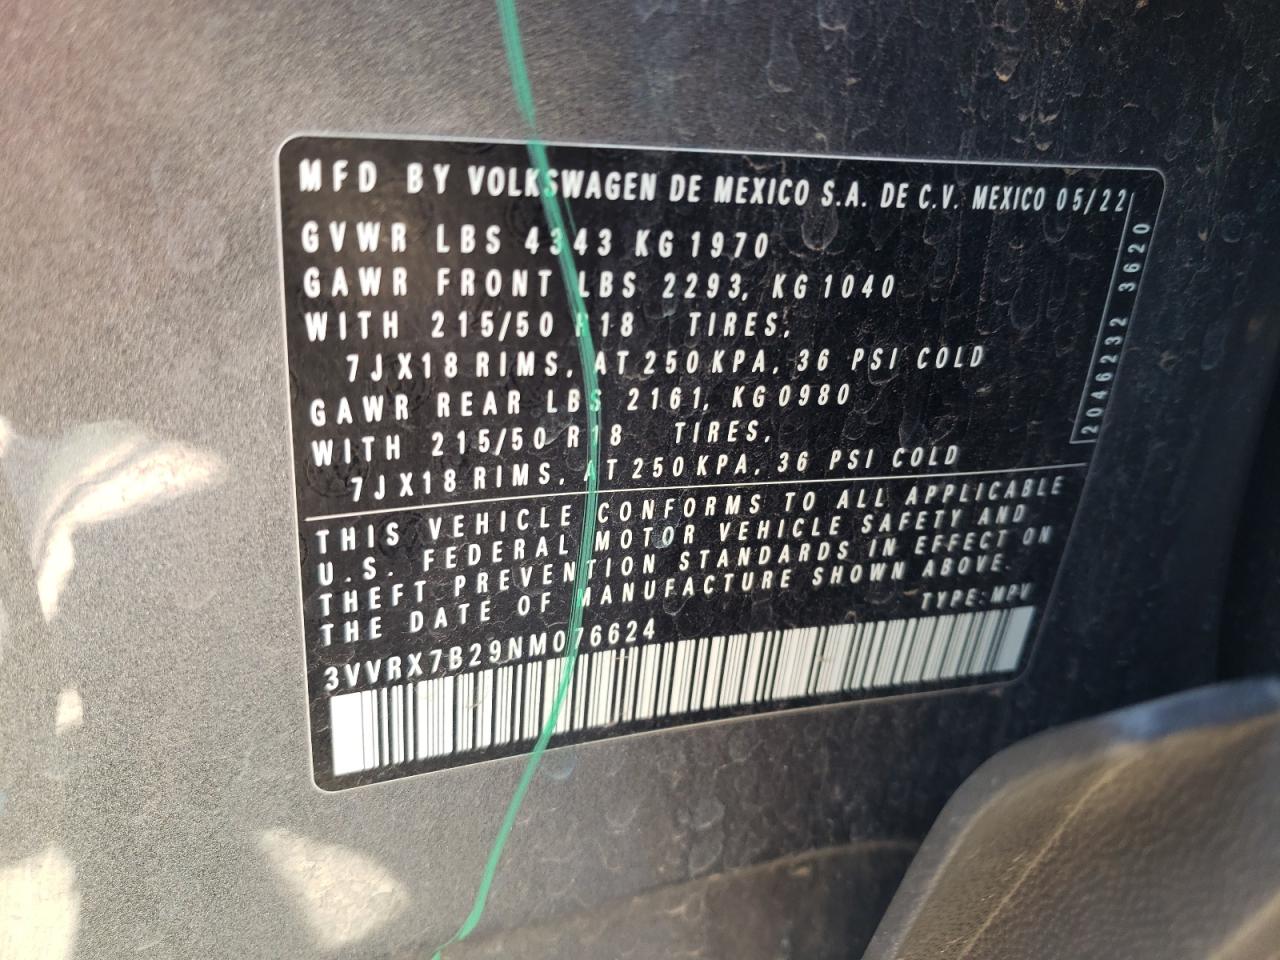 MFD BY VOLKSWAGEN DE MEXICO S.A. DE C.V. MEXICO 05/22
GVWR LBS 4343 KG 1970
GAWR FRONT LBS 2293, KG 1040
WITH 215/50 R18 TIRES,
7JX18 RIMS, AT 250 KPA, 36 PSI COLD
GAWR REAR LBS 2161, KG 0980
WITH 215/50 R18 TIRES,
7JX18 RIMS, AT 250 KPA, 36 PSI COLD
2046232 3620
THIS VEHICLE CONFORMS TO ALL APPLICABLE
U.S. FEDERAL MOTOR VEHICLE SAFETY AND
THEFT PREVENTION STANDARDS IN EFFECT ON
THE DATE OF MANUFACTURE SHOWN ABOVE.
TYPE: MPV
3VVRX7B29NM076624